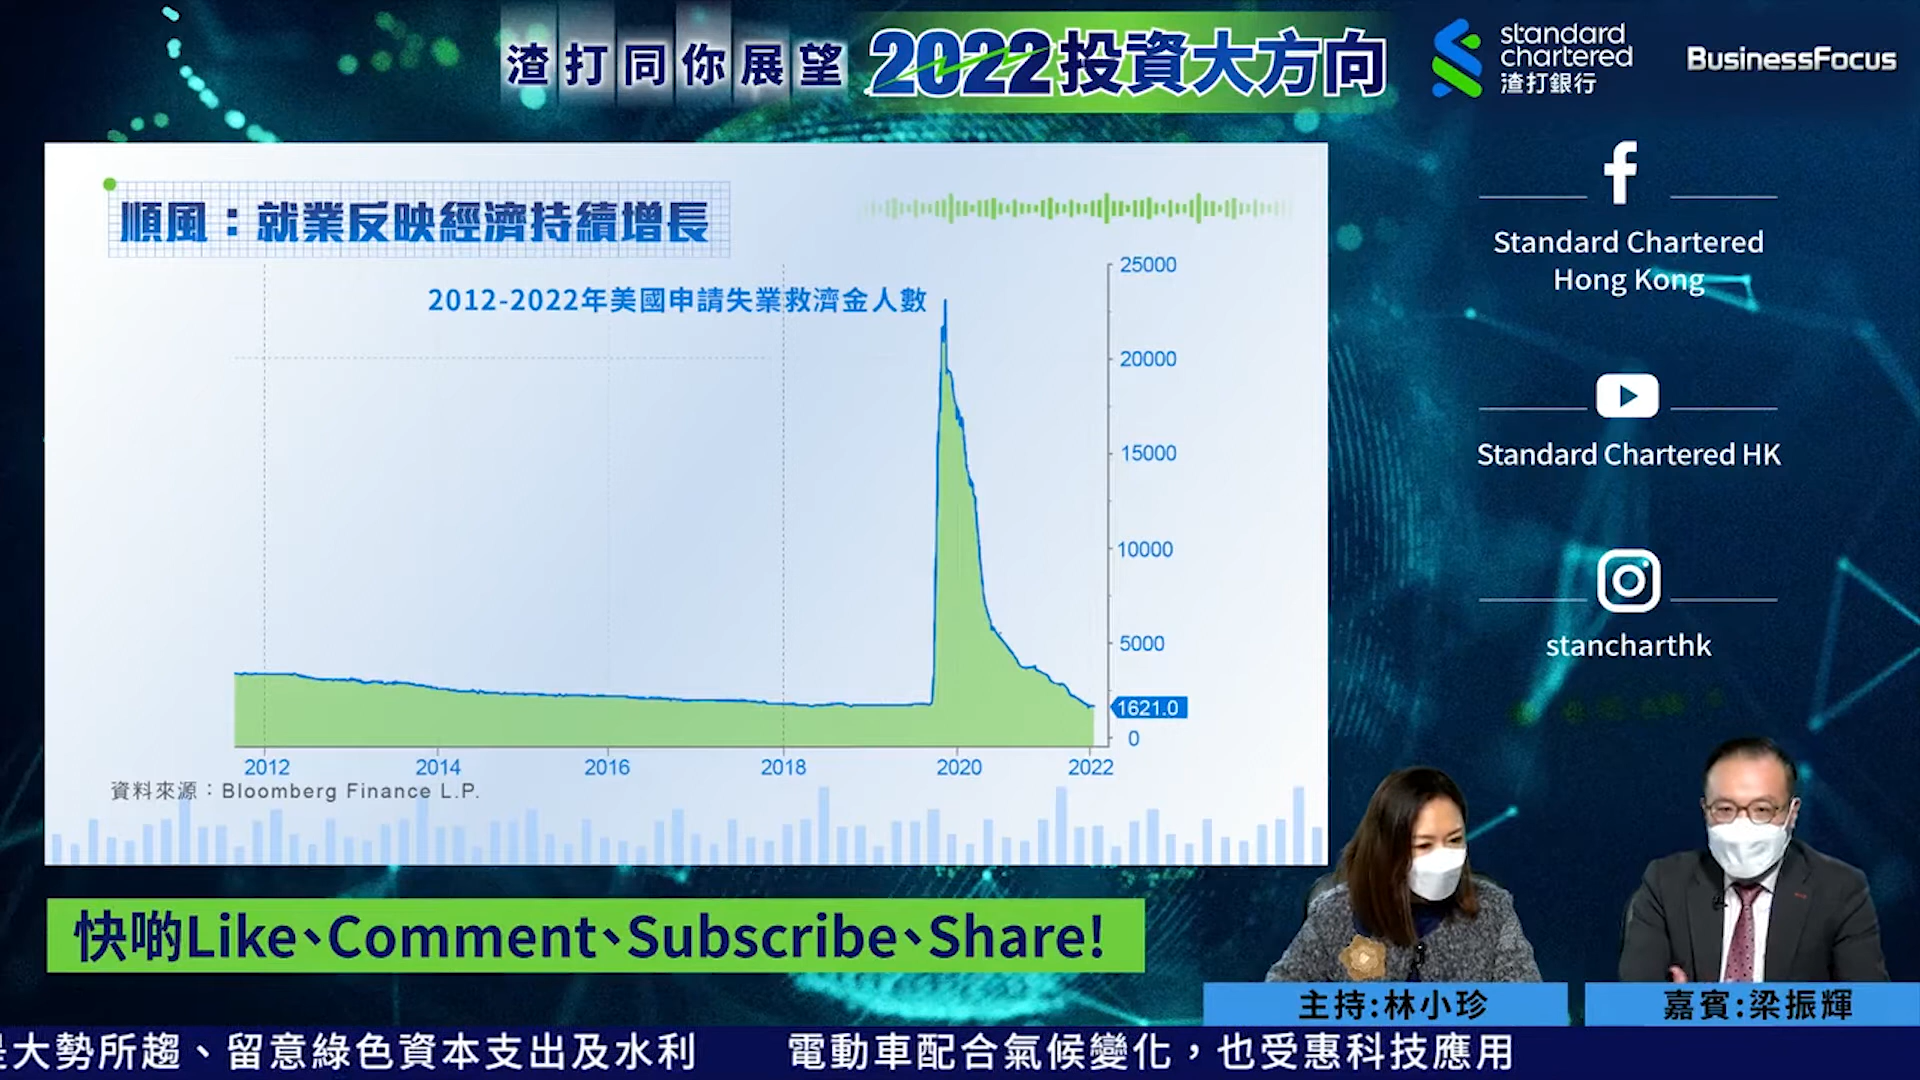 渣打同你展望 2022投資大方向
standard chartered 渣打銀行
BusinessFocus
順風：就業反映經濟持續增長
2012-2022年美國申請失業救濟金人數
25000
20000
15000
10000
5000
1621.0
0
2012 2014 2016 2018 2020 2022
資料來源：Bloomberg Finance L.P.
Standard Chartered
Hong Kong
Standard Chartered HK
stancharthk
快啲Like、Comment、Subscribe、Share!
主持:林小珍
嘉賓:梁振輝
大勢所趨、留意綠色資本支出及水利 電動車配合氣候變化，也受惠科技應用